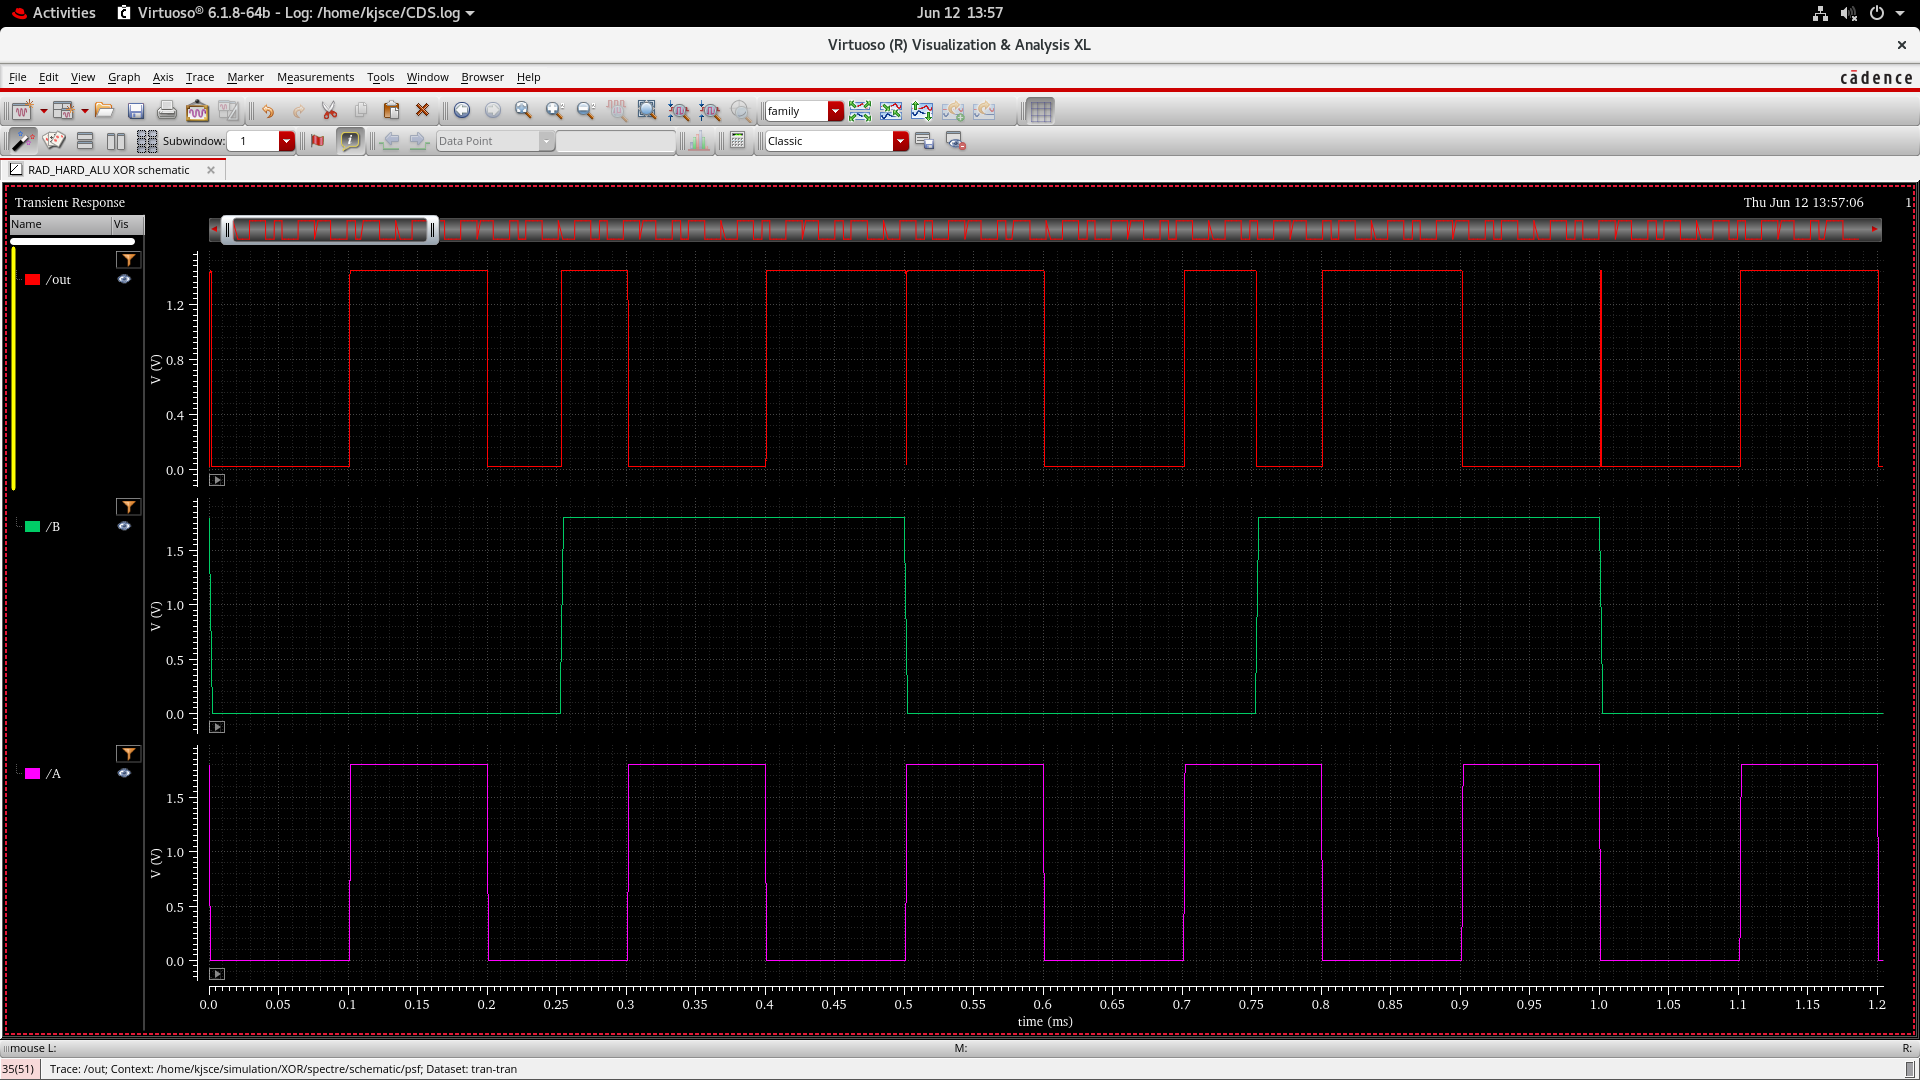 Activities Virtuoso® 6.1.8-64b - Log: /home/kjsce/CDS.log Jun 12 13:57
Virtuoso (R) Visualization & Analysis XL
File Edit View Graph Axis Trace Marker Measurements Tools Window Browser Help cādence
family
Subwindow: 1 Data Point Classic
RAD_HARD_ALU XOR schematic
Transient Response Thu Jun 12 13:57:06 1
Name Vis
/out
V (V)
1.2
0.8
0.4
0.0
/B
V (V)
1.5
1.0
0.5
0.0
/A
V (V)
1.5
1.0
0.5
0.0
0.0 0.05 0.1 0.15 0.2 0.25 0.3 0.35 0.4 0.45 0.5 0.55 0.6 0.65 0.7 0.75 0.8 0.85 0.9 0.95 1.0 1.05 1.1 1.15 1.2
time (ms)
mouse L: M: R:
35(51) Trace: /out; Context: /home/kjsce/simulation/XOR/spectre/schematic/psf; Dataset: tran-tran